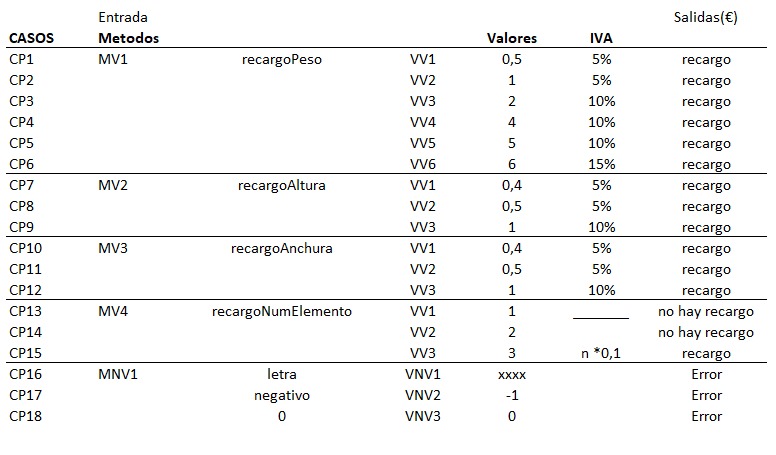 Entrada Salidas(€)
CASOS Metodos Valores IVA
CP1 MV1 recargoPeso VV1 0,5 5% recargo
CP2 VV2 1 5% recargo
CP3 VV3 2 10% recargo
CP4 VV4 4 10% recargo
CP5 VV5 5 10% recargo
CP6 VV6 6 15% recargo
CP7 MV2 recargoAltura VV1 0,4 5% recargo
CP8 VV2 0,5 5% recargo
CP9 VV3 1 10% recargo
CP10 MV3 recargoAnchura VV1 0,4 5% recargo
CP11 VV2 0,5 5% recargo
CP12 VV3 1 10% recargo
CP13 MV4 recargoNumElemento VV1 1 _______ no hay recargo
CP14 VV2 2 no hay recargo
CP15 VV3 3 n *0,1 recargo
CP16 MNV1 letra VNV1 xxxx Error
CP17 negativo VNV2 -1 Error
CP18 0 VNV3 0 Error